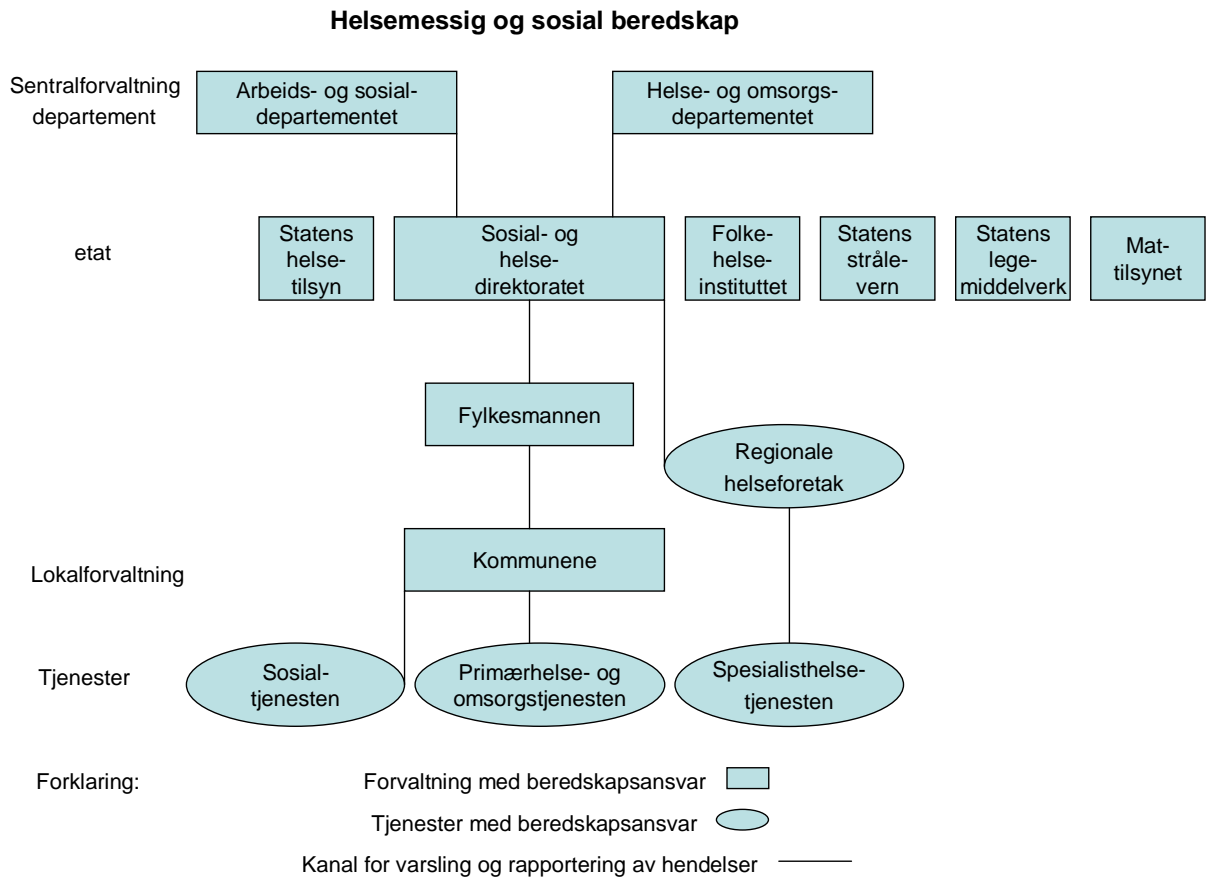 Helsemessig og sosial beredskap
Sentralforvaltning
departement
Arbeids- og sosial-
departementet
Helse- og omsorgs-
departementet
etat
Statens
helse-
tilsyn
Sosial- og
helse-
direktoratet
Folke-
helse-
instituttet
Statens
stråle-
vern
Statens
lege-
middelverk
Mat-
tilsynet
Fylkesmannen
Regionale
helseforetak
Lokalforvaltning
Kommunene
Tjenester
Sosial-
tjenesten
Primærhelse- og
omsorgstjenesten
Spesialisthelse-
tjenesten
Forklaring:
Forvaltning med beredskapsansvar
Tjenester med beredskapsansvar
Kanal for varsling og rapportering av hendelser